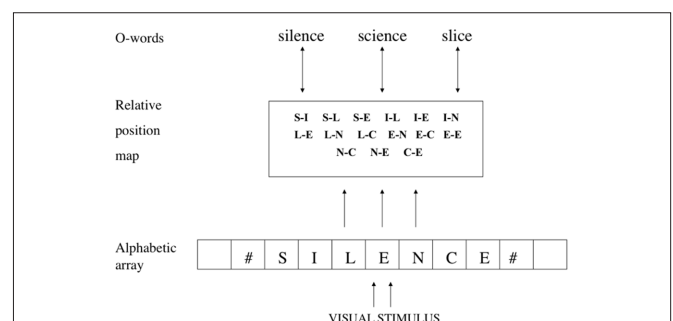 O-words silence science slice
Relative position map
S-I S-L S-E I-L I-E I-N
L-E L-N L-C E-N E-C E-E
N-C N-E C-E
Alphabetic array
# S I L E N C E #
VISUAL STIMULUS